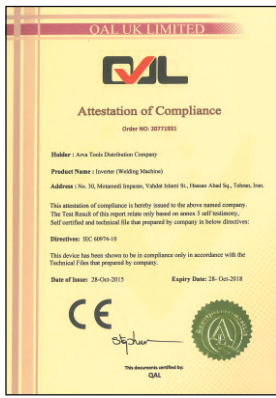 QAL UK LIMITED
QAL
Attestation of Compliance
Order NO: 20771551
Holder : Arva Tools Distribution Company
Product Name : Inverter (Welding Machine)
Address : No. 30, Motamedi Impasse, Vahdet Islami St., Hassan Abad Sq., Tehran, Iran.
This attestation of compliance is hereby issued to the above named company.
The Test Result of this report relate only based on annex 3 self testimony,
Self certified and technical file that prepared by company in below directives:
Directives: IEC 60974-10
This device has been shown to be in compliance only in accordance with the
Technical Files that prepared by company.
Date of Issue: 28-Oct-2015 Expiry Date: 28- Oct-2018
CE
Stephen
This documents certified by:
QAL